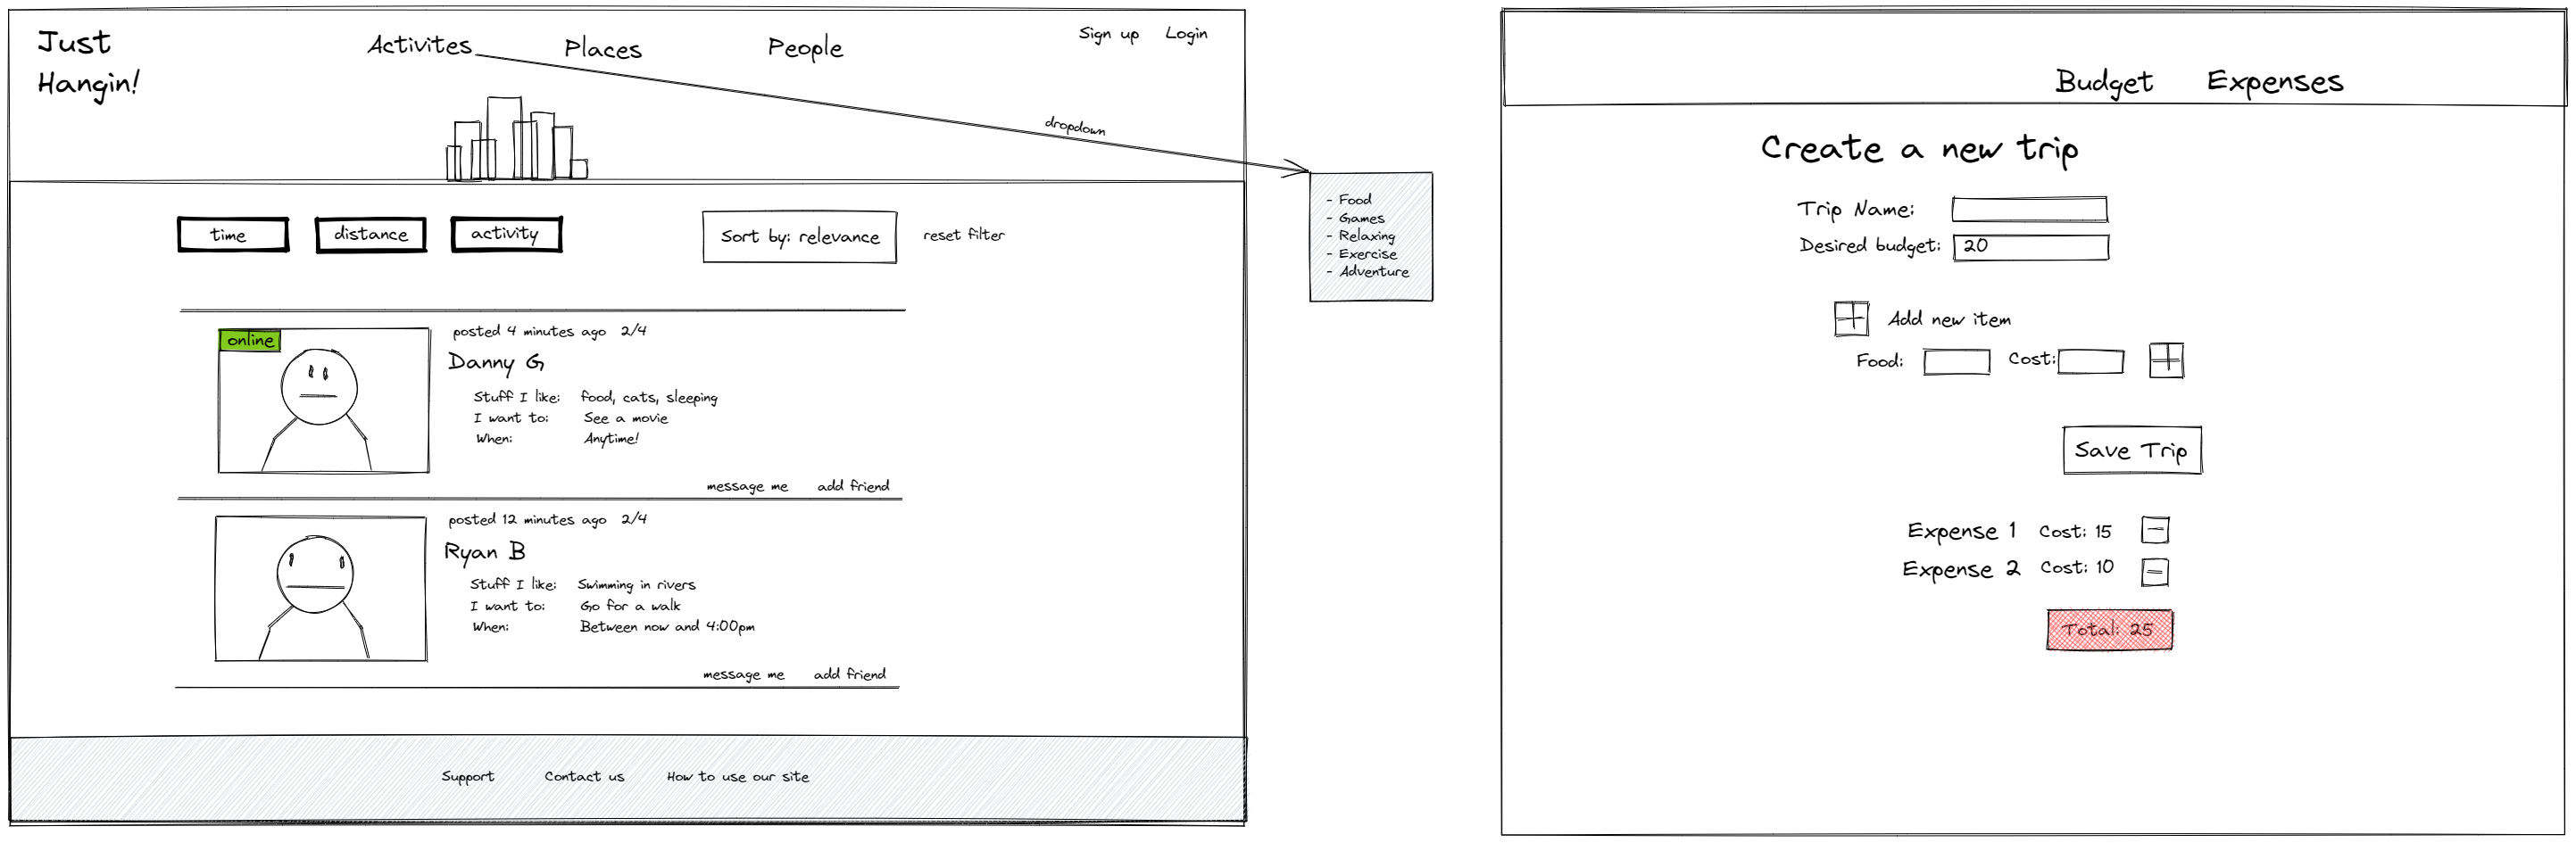 Just
Hangin!
Activites
Places
People
Sign up
Login
dropdown
- Food
- Games
- Relaxing
- Exercise
- Adventure
time
distance
activity
Sort by: relevance
reset filter
online
posted 4 minutes ago 2/4
Danny G
Stuff I like: food, cats, sleeping
I want to: See a movie
When: Anytime!
message me
add friend
posted 12 minutes ago 2/4
Ryan B
Stuff I like: Swimming in rivers
I want to: Go for a walk
When: Between now and 4:00pm
message me
add friend
Support
Contact us
How to use our site
Budget
Expenses
Create a new trip
Trip Name:
Desired budget: 20
Add new item
Food:
Cost:
Save Trip
Expense 1 Cost: 15
Expense 2 Cost: 10
Total: 25